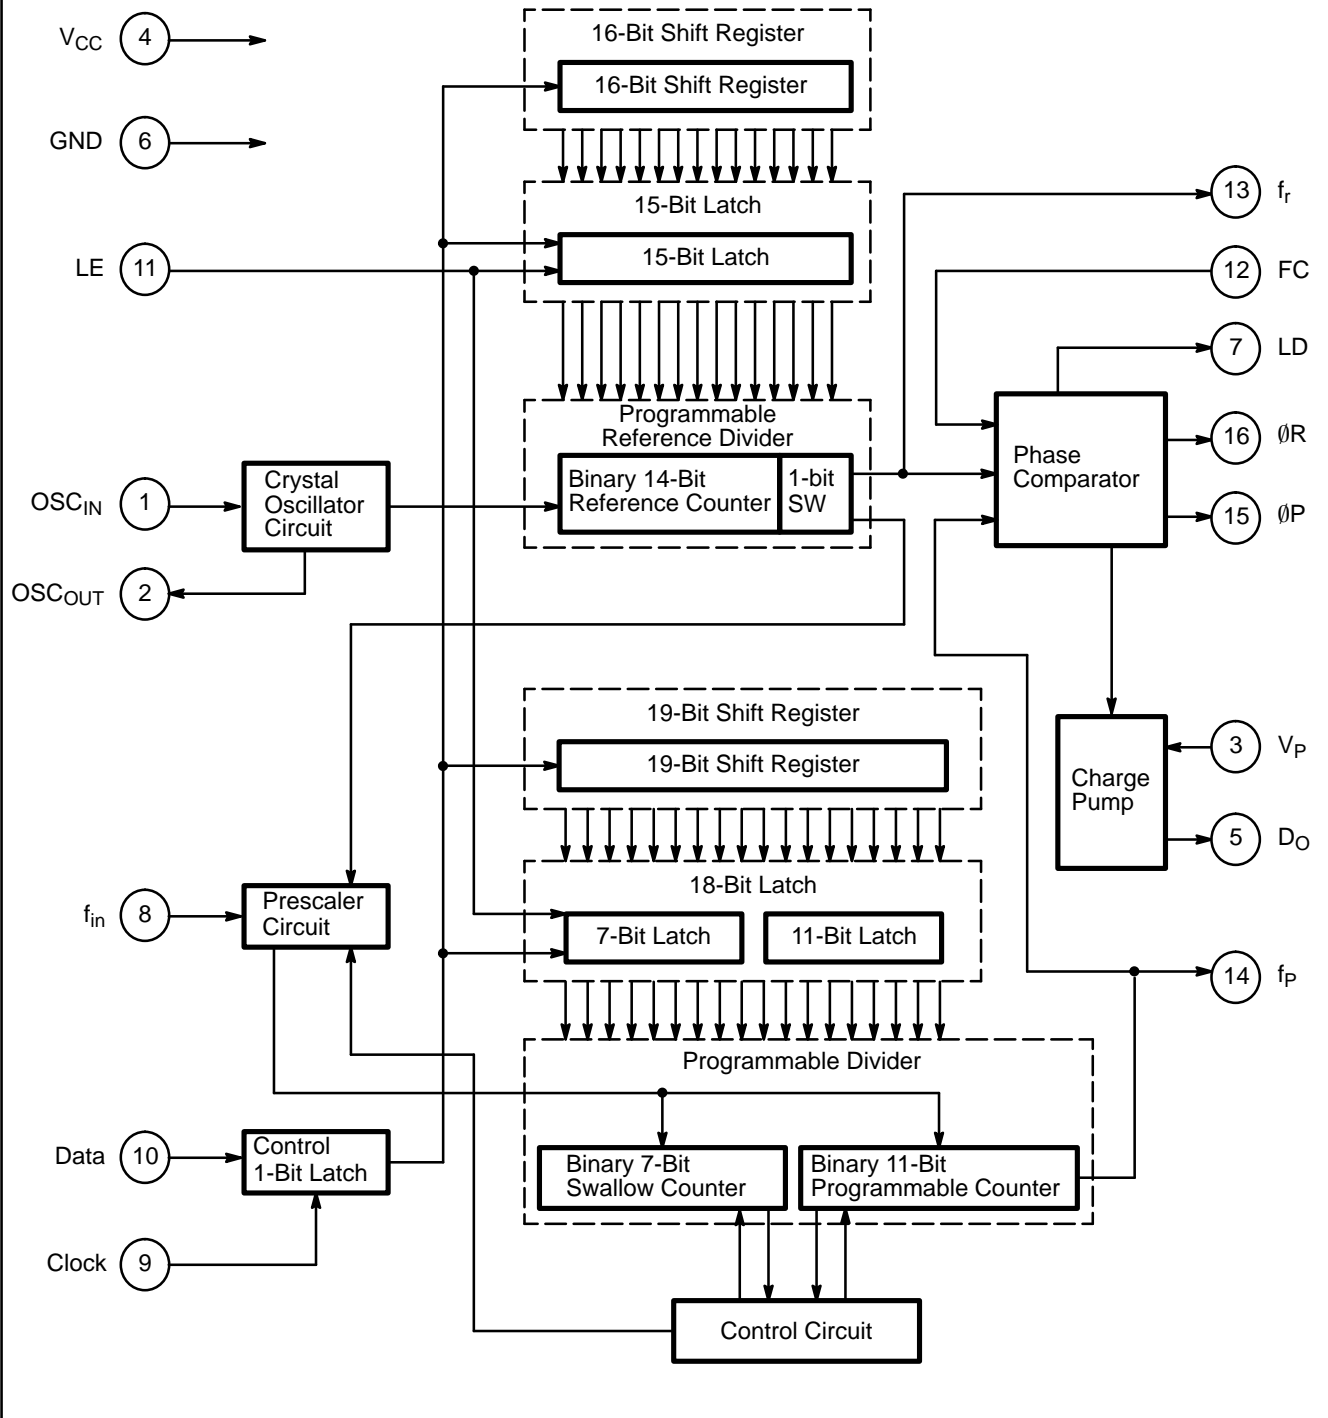 VCC 4
GND 6
LE 11
OSCIN 1
OSCOUT 2
fin 8
Data 10
Clock 9
Crystal
Oscillator
Circuit
Prescaler
Circuit
Control
1-Bit Latch
16-Bit Shift Register
16-Bit Shift Register
15-Bit Latch
15-Bit Latch
Programmable
Reference Divider
Binary 14-Bit
Reference Counter
1-bit
SW
19-Bit Shift Register
19-Bit Shift Register
18-Bit Latch
7-Bit Latch
11-Bit Latch
Programmable Divider
Binary 7-Bit
Swallow Counter
Binary 11-Bit
Programmable Counter
Control Circuit
Phase
Comparator
Charge
Pump
13 fr
12 FC
7 LD
16 ØR
15 ØP
3 VP
5 DO
14 fP